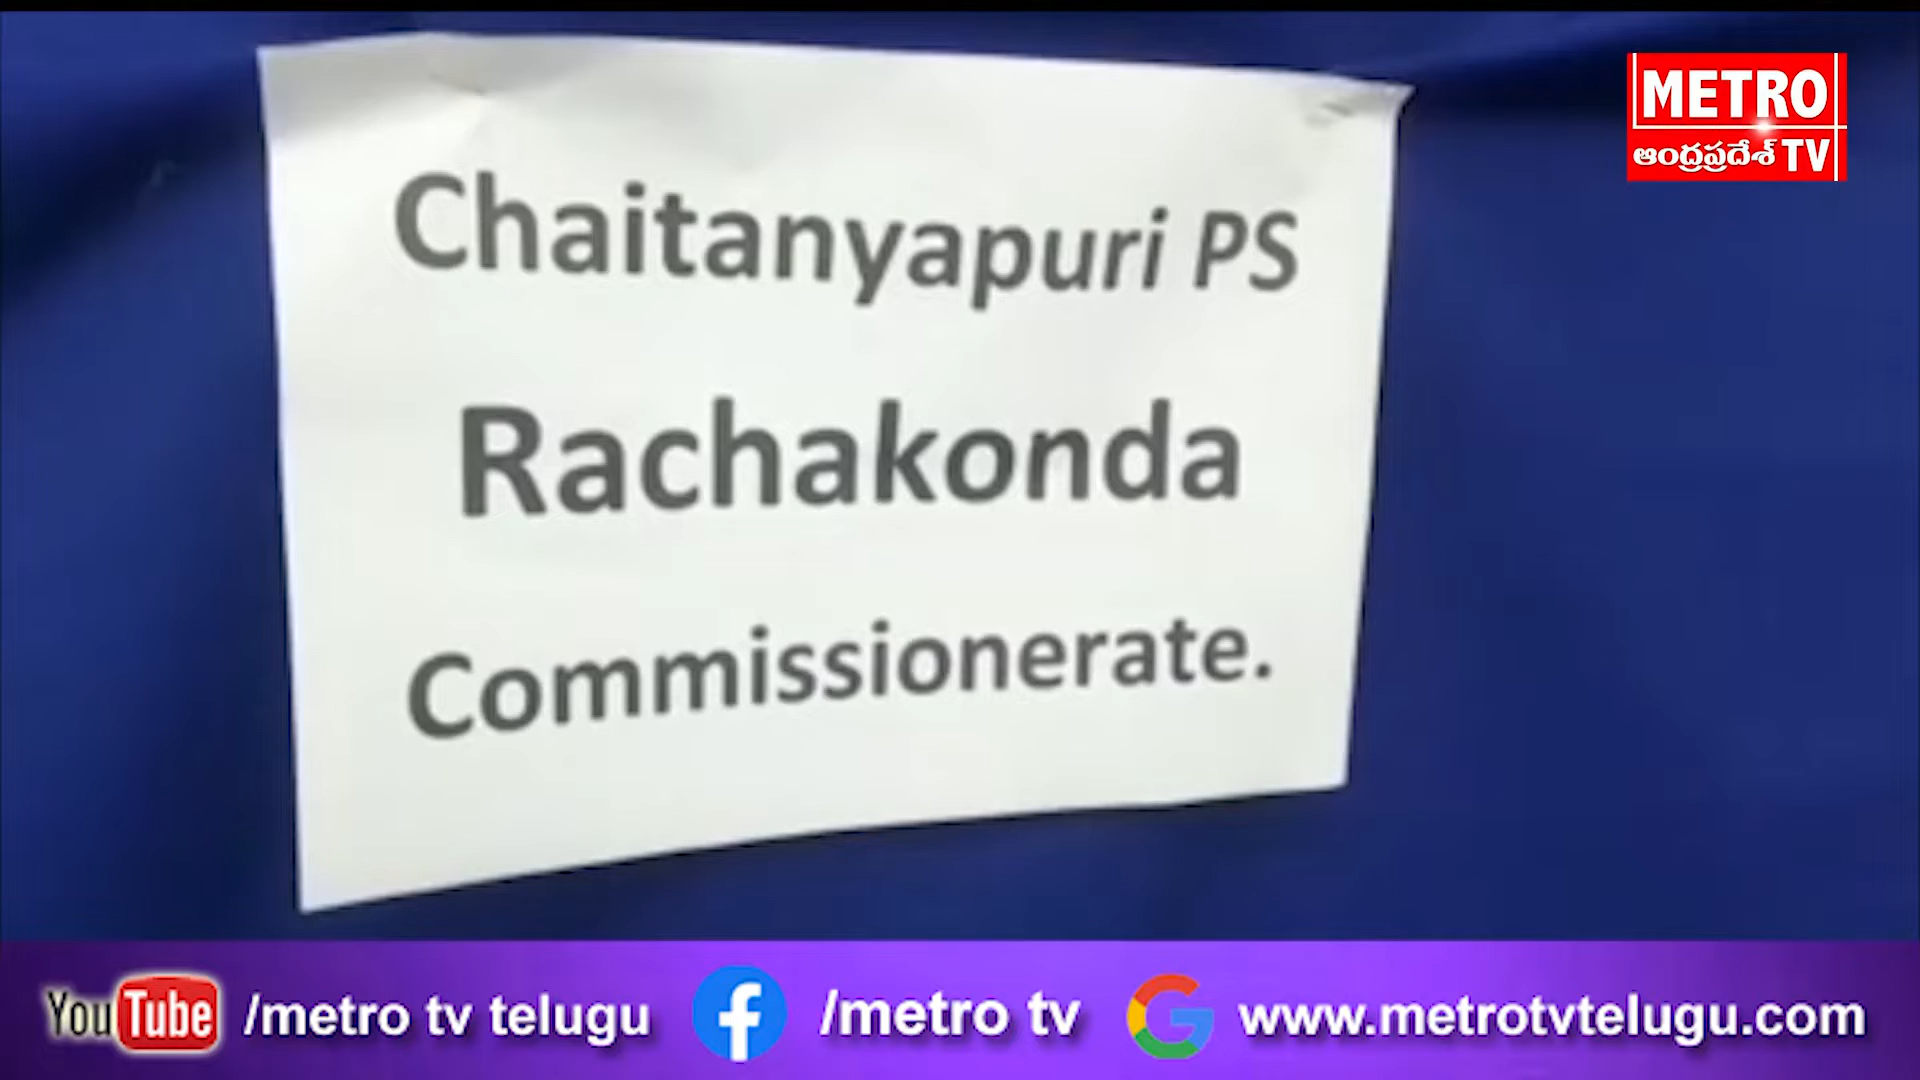 METRO
ఆంధ్రప్రదేశ్ TV
Chaitanyapuri PS
Rachakonda
Commissionerate.
YouTube /metro tv telugu /metro tv www.metrotvtelugu.com